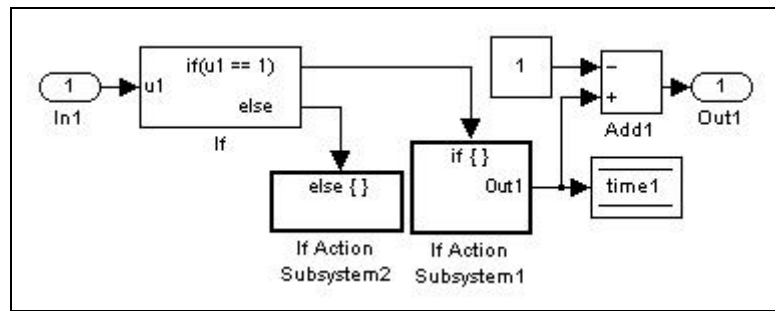 1
In1
u1
if(u1 == 1)
else
If
else { }
If Action
Subsystem2
if { }
Out1
If Action
Subsystem1
1
−
+
Add1
1
Out1
time1